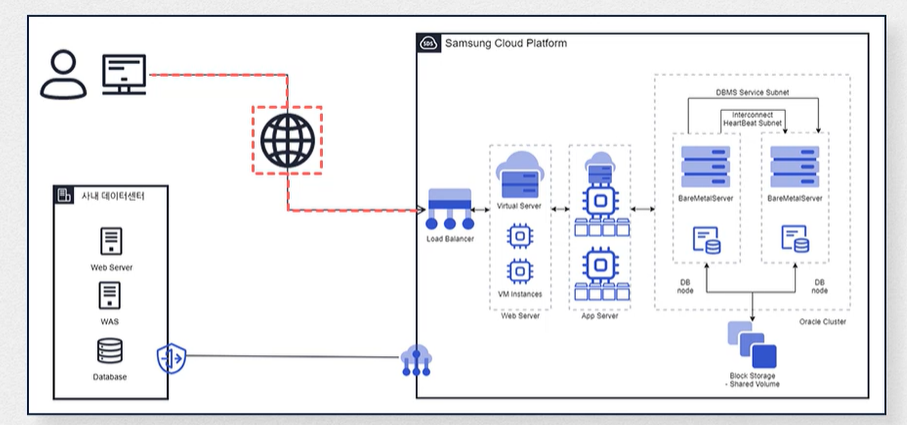 SDS
Samsung Cloud Platform
DBMS Service Subnet
Interconnect
HeartBeat Subnet
BareMetalServer
BareMetalServer
사내 데이터센터
Virtual Server
Load Balancer
Web Server
VM Instances
DB
node
DB
node
Web Server
App Server
WAS
Oracle Cluster
Database
Block Storage
- Shared Volume